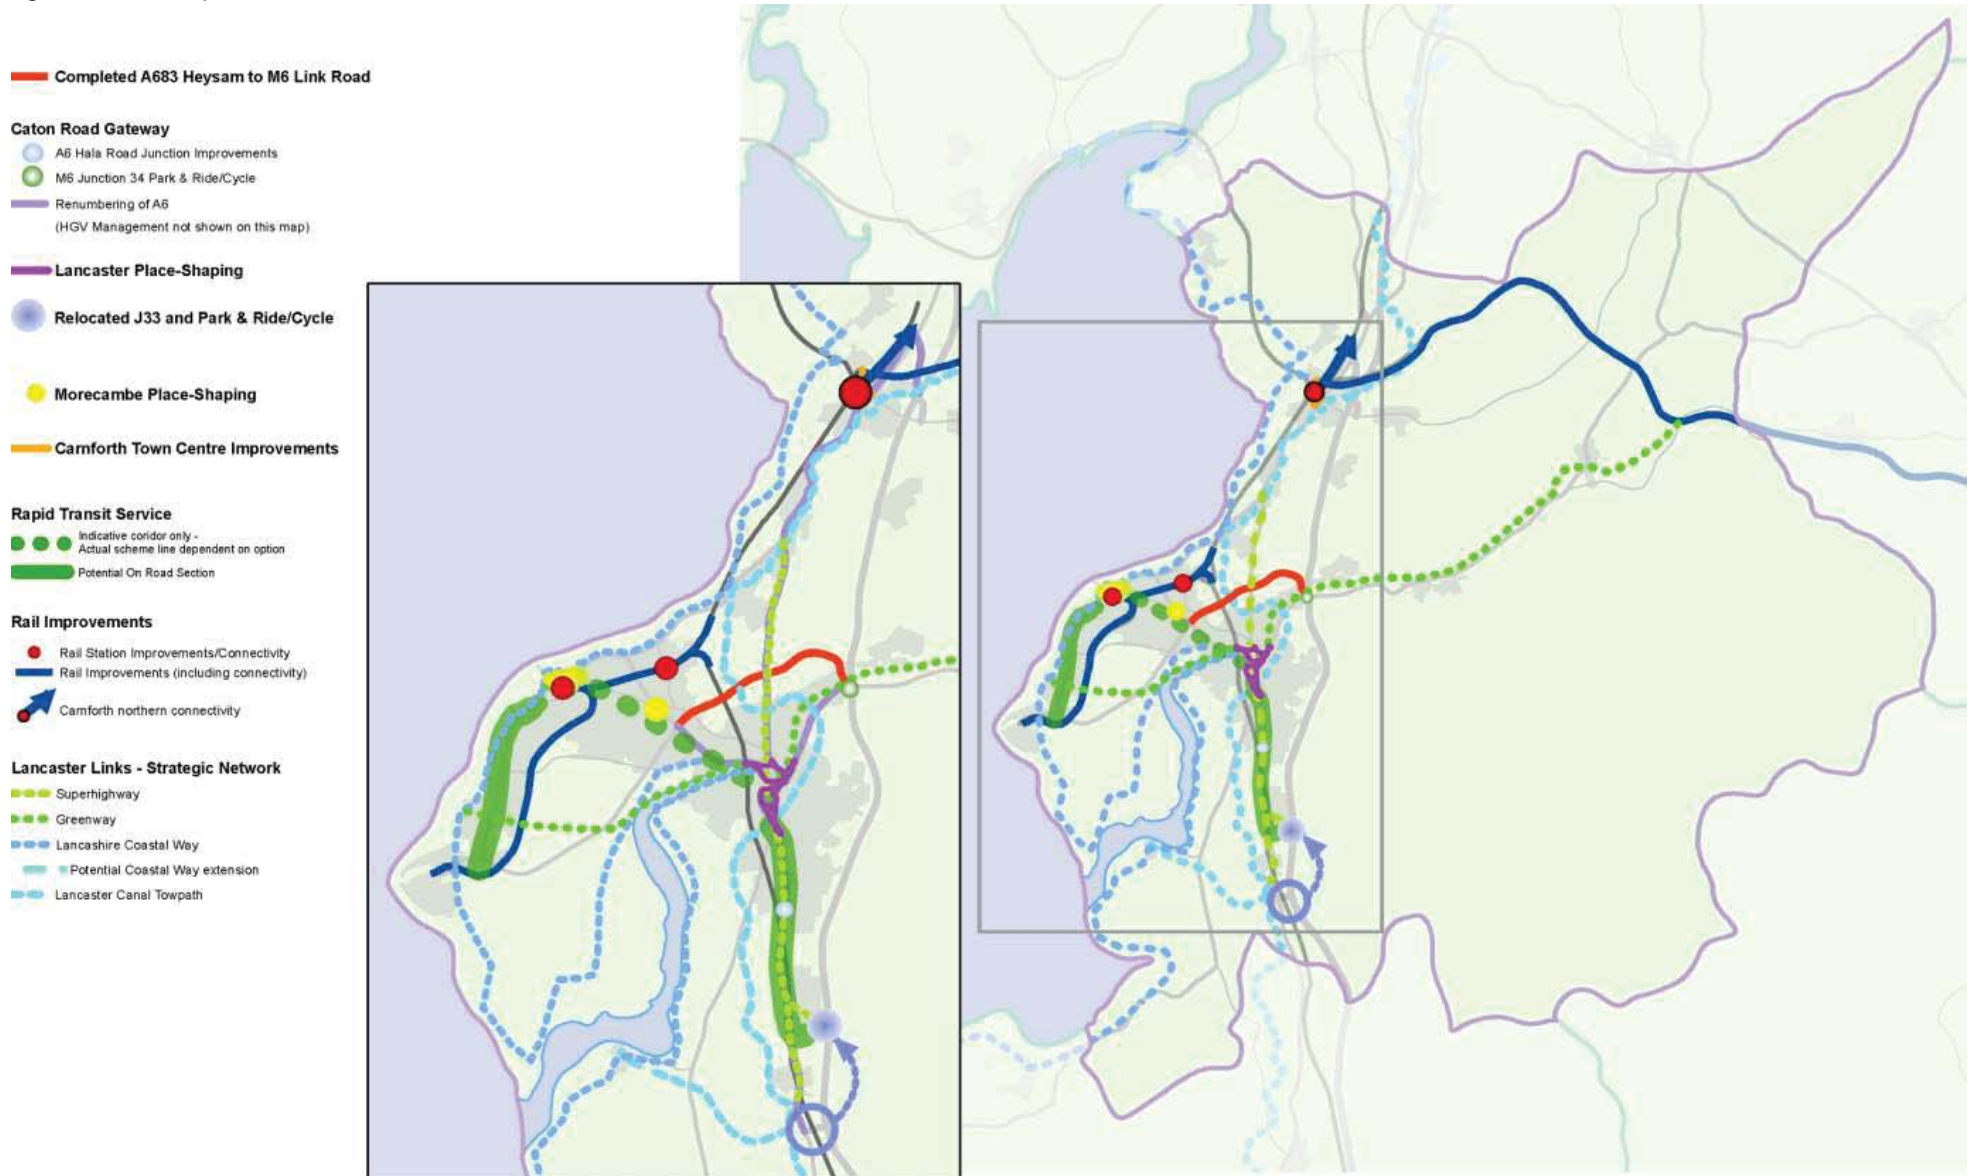 Completed A683 Heysam to M6 Link Road
Caton Road Gateway
A6 Hala Road Junction Improvements
M6 Junction 34 Park & Ride/Cycle
Renumbering of A6
(HGV Management not shown on this map)
Lancaster Place-Shaping
Relocated J33 and Park & Ride/Cycle
Morecambe Place-Shaping
Carnforth Town Centre Improvements
Rapid Transit Service
Indicative coridor only -
Actual scheme line dependent on option
Potential On Road Section
Rail Improvements
Rail Station Improvements/Connectivity
Rail Improvements (including connectivity)
Carnforth northern connectivity
Lancaster Links - Strategic Network
Superhighway
Greenway
Lancashire Coastal Way
Potential Coastal Way extension
Lancaster Canal Towpath